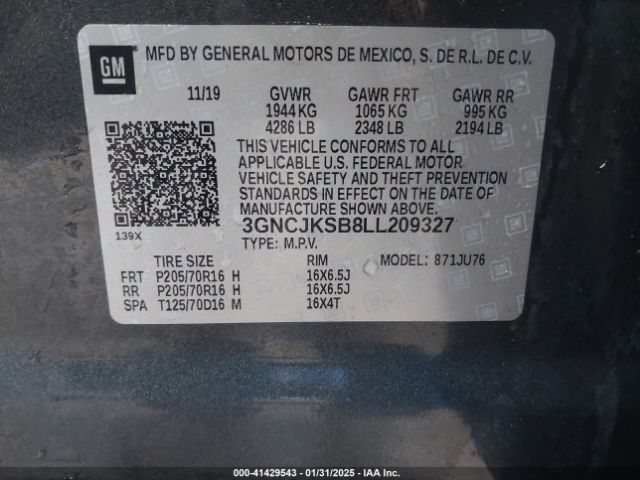 GM MFD BY GENERAL MOTORS DE MEXICO, S. DE R.L. DE C.V.
11/19 GVWR GAWR FRT GAWR RR
1944 KG 1065 KG 995 KG
4286 LB 2348 LB 2194 LB
THIS VEHICLE CONFORMS TO ALL
APPLICABLE U.S. FEDERAL MOTOR
VEHICLE SAFETY AND THEFT PREVENTION
STANDARDS IN EFFECT ON THE DATE OF
MANUFACTURE SHOWN ABOVE.
3GNCJKSB8LL209327
139X
TYPE: M.P.V.
TIRE SIZE RIM MODEL: 871JU76
FRT P205/70R16 H 16X6.5J
RR P205/70R16 H 16X6.5J
SPA T125/70D16 M 16X4T
000-41429543 - 01/31/2025 - IAAI.COM